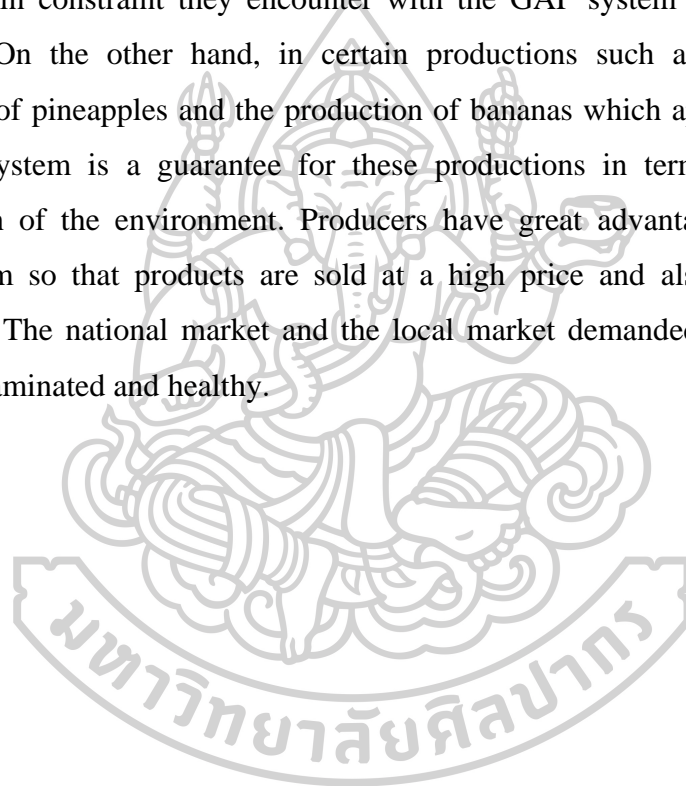 in constraint they encounter with the GAP system
On the other hand, in certain productions such a
of pineapples and the production of bananas which a
ystem is a guarantee for these productions in ter
n of the environment. Producers have great advanta
m so that products are sold at a high price and als
The national market and the local market demanded
aminated and healthy.
มหาวิทยาลัยศิลปากร